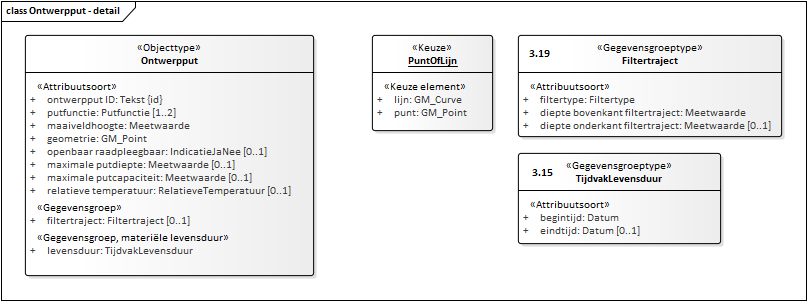 class Ontwerpput - detail
«Objecttype»
Ontwerpput
«Attribuutsoort»
+ ontwerpput ID: Tekst {id}
+ putfunctie: Putfunctie [1..2]
+ maaiveldhoogte: Meetwaarde
+ geometrie: GM_Point
+ openbaar raadpleegbaar: IndicatieJaNee [0..1]
+ maximale putdiepte: Meetwaarde [0..1]
+ maximale putcapaciteit: Meetwaarde [0..1]
+ relatieve temperatuur: RelatieveTemperatuur [0..1]
«Gegevensgroep»
+ filtertraject: Filtertraject [0..1]
«Gegevensgroep, materiële levensduur»
+ levensduur: TijdvakLevensduur
«Keuze»
PuntOfLijn
«Keuze element»
+ lijn: GM_Curve
+ punt: GM_Point
3.19 «Gegevensgroeptype»
Filtertraject
«Attribuutsoort»
+ filtertype: Filtertype
+ diepte bovenkant filtertraject: Meetwaarde
+ diepte onderkant filtertraject: Meetwaarde [0..1]
3.15 «Gegevensgroeptype»
TijdvakLevensduur
«Attribuutsoort»
+ begintijd: Datum
+ eindtijd: Datum [0..1]